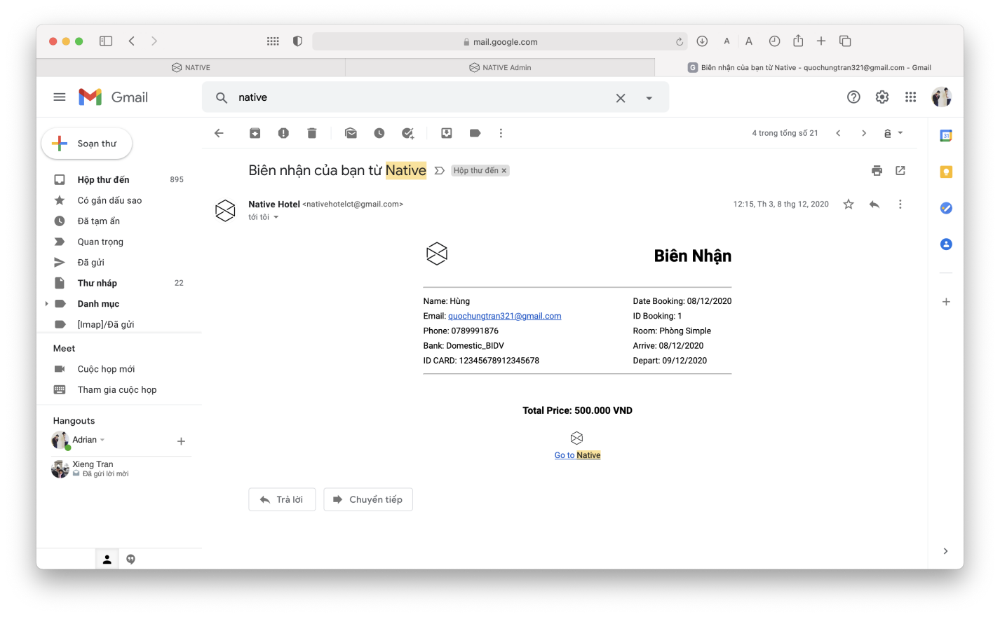 mail.google.com
A
A
NATIVE
NATIVE Admin
G
Biên nhận của bạn từ Native - quochungtran321@gmail.com - Gmail
Gmail
native
Soạn thư
4 trong tổng số 21
ê
31
Biên nhận của bạn từ Native
Hộp thư đến ×
Hộp thư đến 895
Có gắn dấu sao
Đã tạm ẩn
Quan trọng
Đã gửi
Thư nháp 22
Danh mục
[Imap]/Đã gửi
Meet
Cuộc họp mới
Tham gia cuộc họp
Hangouts
Adrian
Xieng Tran
Đã gửi lời mời
Native Hotel <nativehotelct@gmail.com>
12:15, Th 3, 8 thg 12, 2020
tới tôi
Biên Nhận
Name: Hùng
Email: quochungtran321@gmail.com
Phone: 0789991876
Bank: Domestic_BIDV
ID CARD: 12345678912345678
Date Booking: 08/12/2020
ID Booking: 1
Room: Phòng Simple
Arrive: 08/12/2020
Depart: 09/12/2020
Total Price: 500.000 VND
Go to Native
Trả lời
Chuyển tiếp